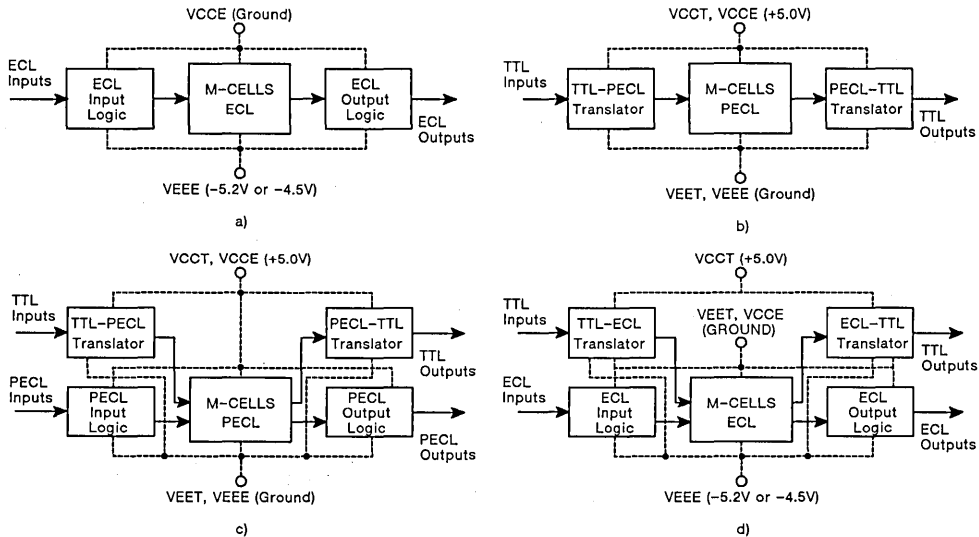 VCCE (Ground)
ECL
Inputs
ECL
Input
Logic
M-CELLS
ECL
ECL
Output
Logic
ECL
Outputs
VEEE (-5.2V or -4.5V)
a)
VCCT, VCCE (+5.0V)
TTL
Inputs
TTL-PECL
Translator
M-CELLS
PECL
PECL-TTL
Translator
TTL
Outputs
VEET, VEEE (Ground)
b)
VCCT, VCCE (+5.0V)
TTL
Inputs
TTL-PECL
Translator
PECL-TTL
Translator
TTL
Outputs
PECL
Inputs
PECL
Input
Logic
M-CELLS
PECL
PECL
Output
Logic
PECL
Outputs
VEET, VEEE (Ground)
c)
VCCT (+5.0V)
TTL
Inputs
TTL-ECL
Translator
VEET, VCCE
(GROUND)
ECL-TTL
Translator
TTL
Outputs
ECL
Inputs
ECL
Input
Logic
M-CELLS
ECL
ECL
Output
Logic
ECL
Outputs
VEEE (-5.2V or -4.5V)
d)